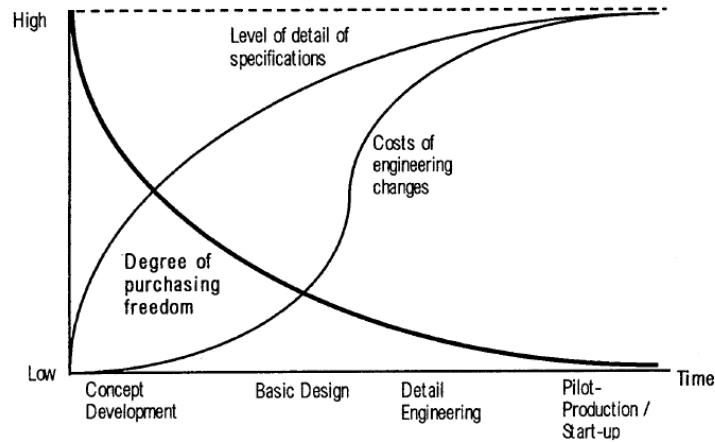 High
Level of detail of
specifications
Costs of
engineering
changes
Degree of
purchasing
freedom
Low
Time
Concept
Development
Basic Design
Detail
Engineering
Pilot-
Production /
Start-up